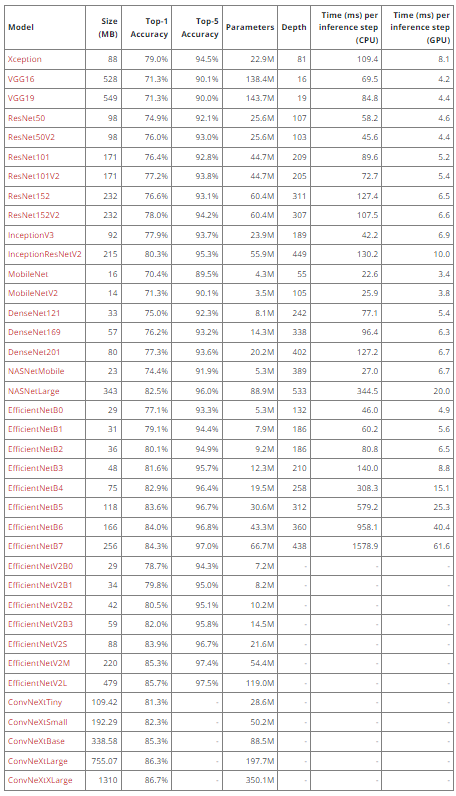 Model Size (MB) Top-1 Accuracy Top-5 Accuracy Parameters Depth Time (ms) per inference step (CPU) Time (ms) per inference step (GPU)
Xception 88 79.0% 94.5% 22.9M 81 109.4 8.1
VGG16 528 71.3% 90.1% 138.4M 16 69.5 4.2
VGG19 549 71.3% 90.0% 143.7M 19 84.8 4.4
ResNet50 98 74.9% 92.1% 25.6M 107 58.2 4.6
ResNet50V2 98 76.0% 93.0% 25.6M 103 45.6 4.4
ResNet101 171 76.4% 92.8% 44.7M 209 89.6 5.2
ResNet101V2 171 77.2% 93.8% 44.7M 205 72.7 5.4
ResNet152 232 76.6% 93.1% 60.4M 311 127.4 6.5
ResNet152V2 232 78.0% 94.2% 60.4M 307 107.5 6.6
InceptionV3 92 77.9% 93.7% 23.9M 189 42.2 6.9
InceptionResNetV2 215 80.3% 95.3% 55.9M 449 130.2 10.0
MobileNet 16 70.4% 89.5% 4.3M 55 22.6 3.4
MobileNetV2 14 71.3% 90.1% 3.5M 105 25.9 3.8
DenseNet121 33 75.0% 92.3% 8.1M 242 77.1 5.4
DenseNet169 57 76.2% 93.2% 14.3M 338 96.4 6.3
DenseNet201 80 77.3% 93.6% 20.2M 402 127.2 6.7
NASNetMobile 23 74.4% 91.9% 5.3M 389 27.0 6.7
NASNetLarge 343 82.5% 96.0% 88.9M 533 344.5 20.0
EfficientNetB0 29 77.1% 93.3% 5.3M 132 46.0 4.9
EfficientNetB1 31 79.1% 94.4% 7.9M 186 60.2 5.6
EfficientNetB2 36 80.1% 94.9% 9.2M 186 80.8 6.5
EfficientNetB3 48 81.6% 95.7% 12.3M 210 140.0 8.8
EfficientNetB4 75 82.9% 96.4% 19.5M 258 308.3 15.1
EfficientNetB5 118 83.6% 96.7% 30.6M 312 579.2 25.3
EfficientNetB6 166 84.0% 96.8% 43.3M 360 958.1 40.4
EfficientNetB7 256 84.3% 97.0% 66.7M 438 1578.9 61.6
EfficientNetV2B0 29 78.7% 94.3% 7.2M - - -
EfficientNetV2B1 34 79.8% 95.0% 8.2M - - -
EfficientNetV2B2 42 80.5% 95.1% 10.2M - - -
EfficientNetV2B3 59 82.0% 95.8% 14.5M - - -
EfficientNetV2S 88 83.9% 96.7% 21.6M - - -
EfficientNetV2M 220 85.3% 97.4% 54.4M - - -
EfficientNetV2L 479 85.7% 97.5% 119.0M - - -
ConvNeXtTiny 109.42 81.3% - 28.6M - - -
ConvNeXtSmall 192.29 82.3% - 50.2M - - -
ConvNeXtBase 338.58 85.3% - 88.5M - - -
ConvNeXtLarge 755.07 86.3% - 197.7M - - -
ConvNeXtXLarge 1310 86.7% - 350.1M - - -